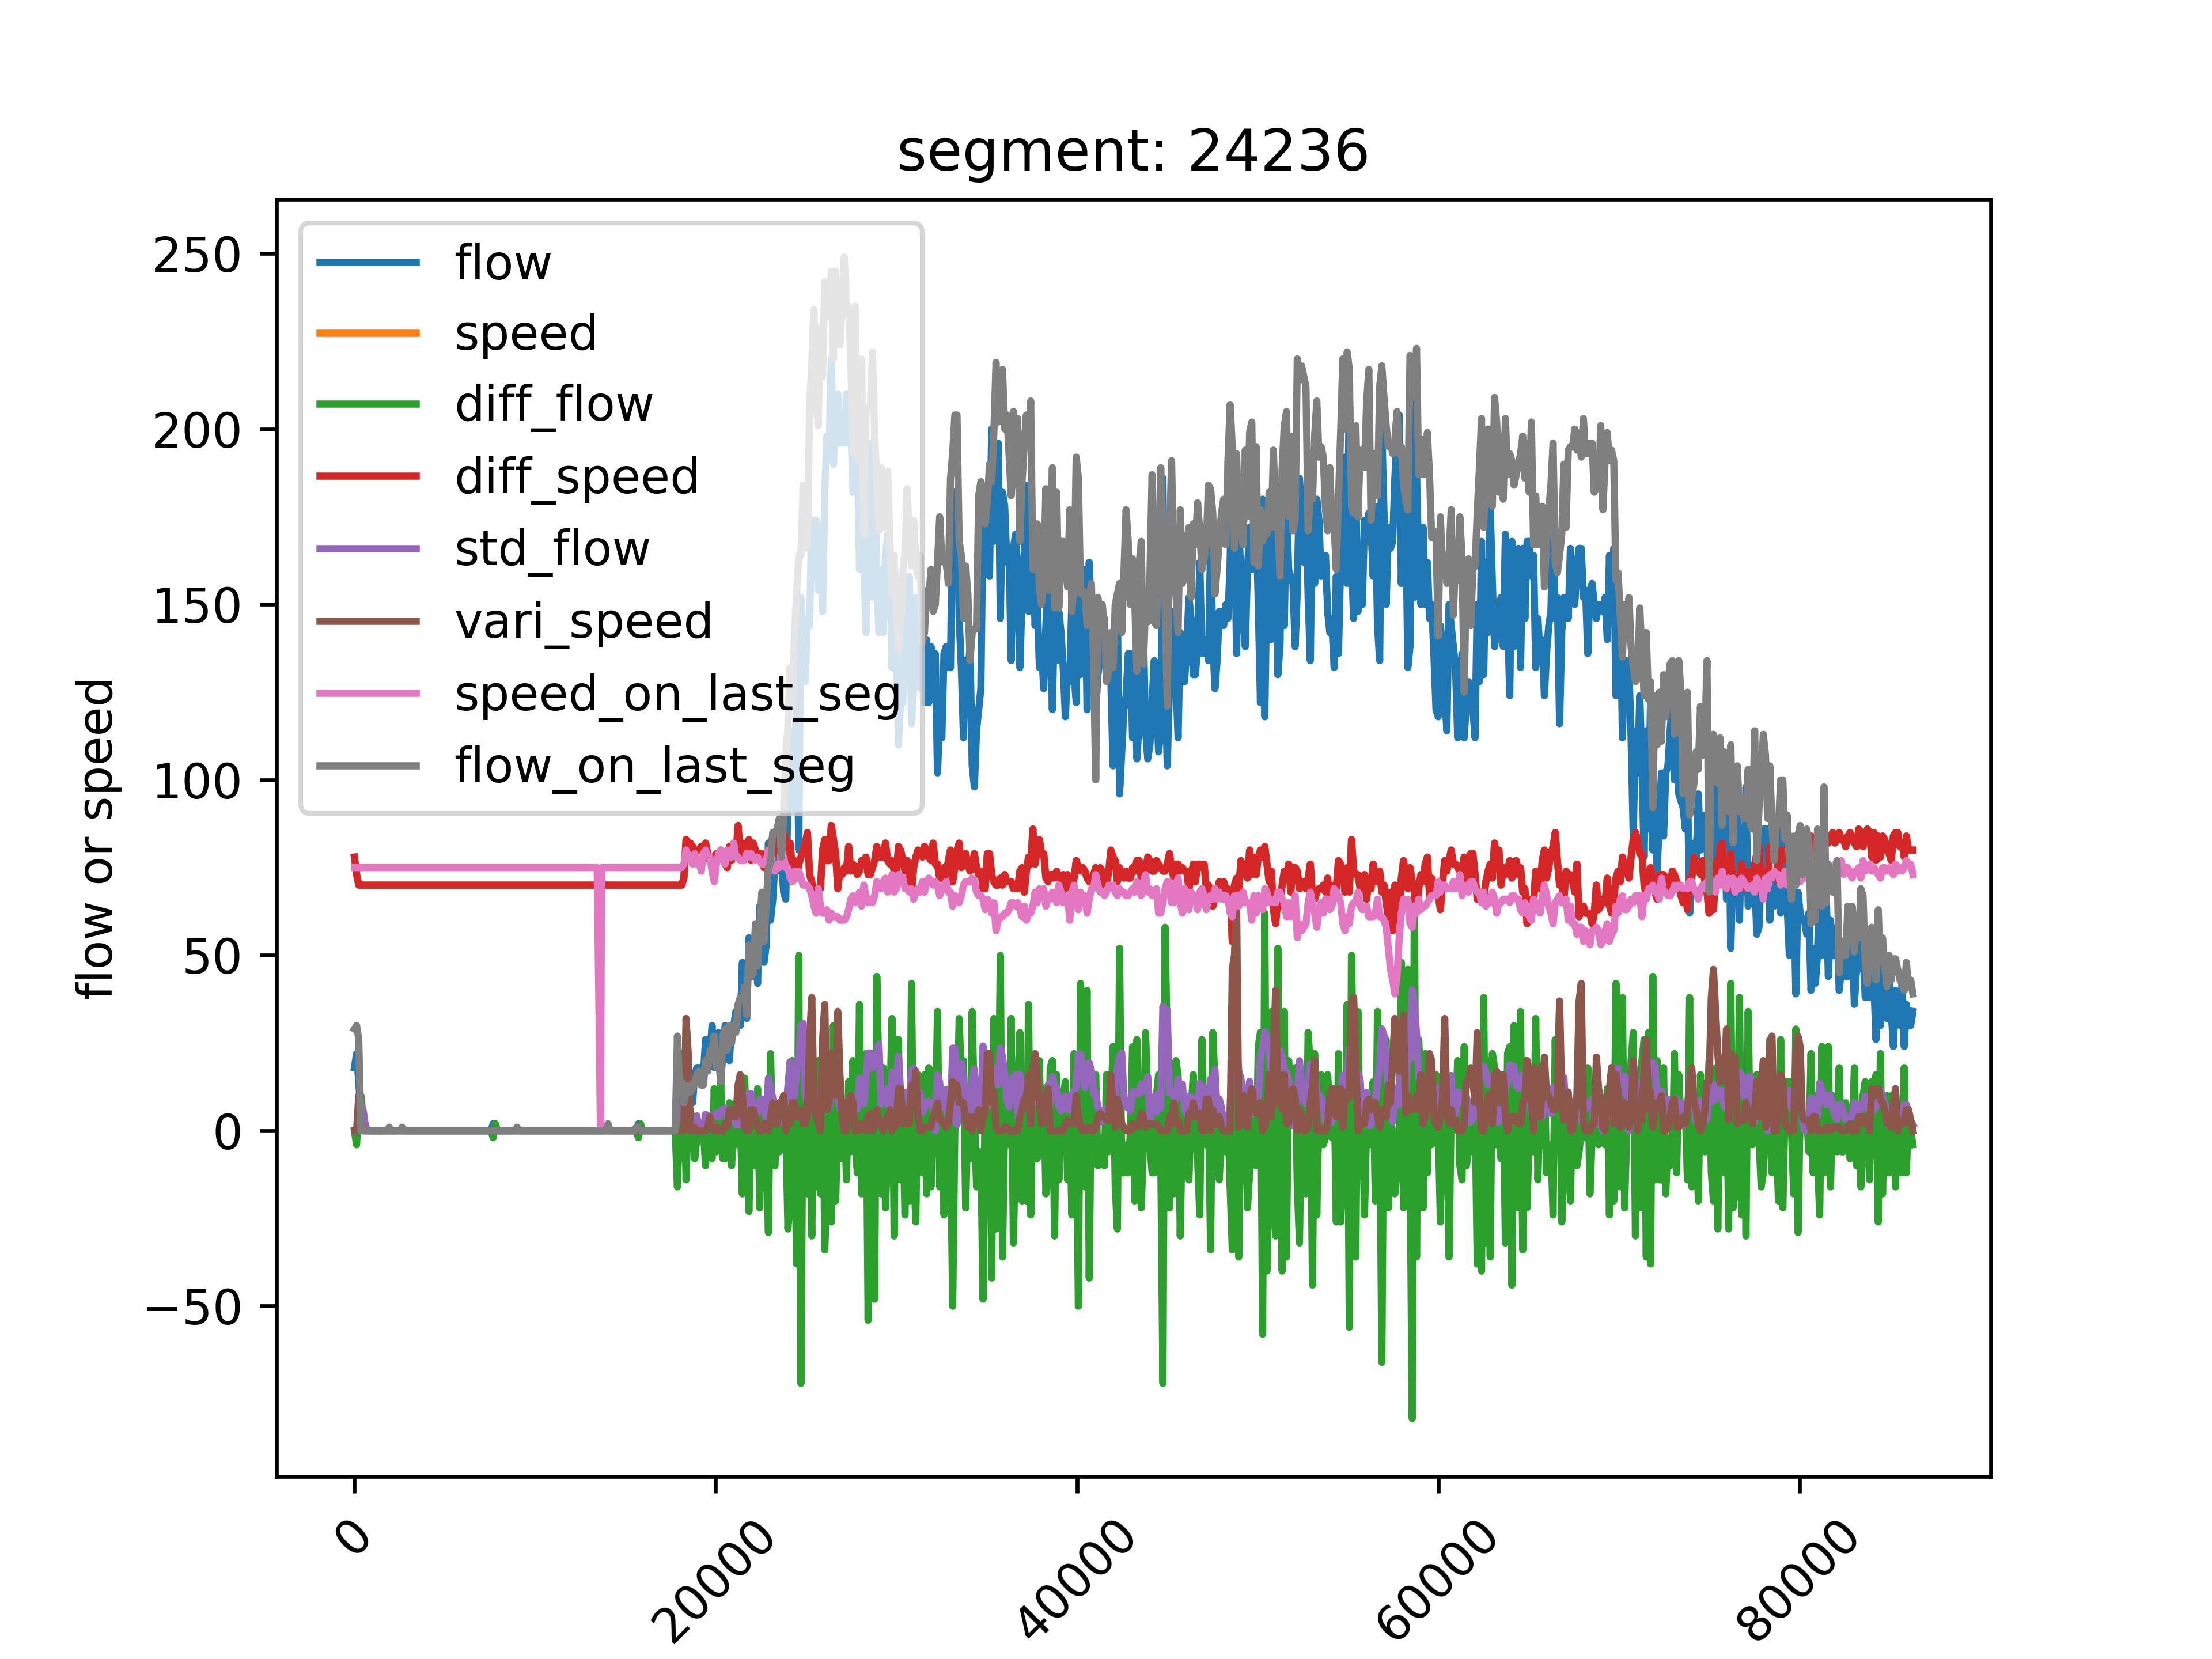 segment: 24236
250
200
150
100
50
0
−50
flow or speed
flow
speed
diff_flow
diff_speed
std_flow
vari_speed
speed_on_last_seg
flow_on_last_seg
0
20000
40000
60000
80000